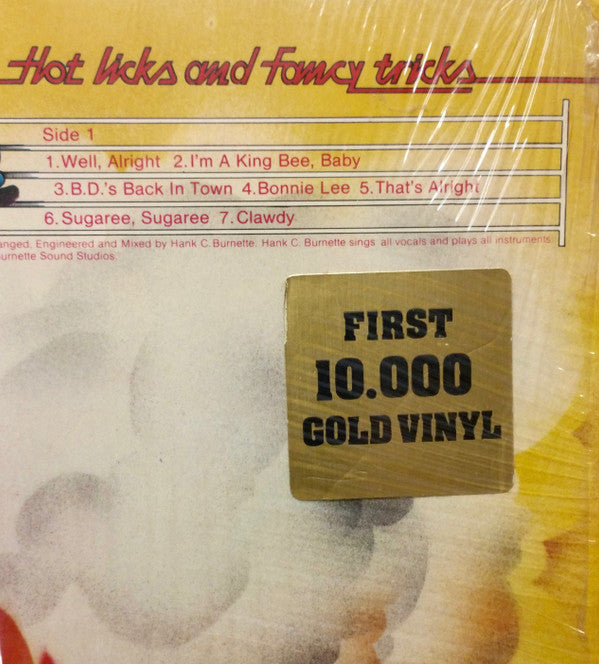 Hot licks and fancy tricks
Side 1
1. Well, Alright 2. I'm A King Bee, Baby
3. B.D.'s Back In Town 4. Bonnie Lee 5. That's Alright
6. Sugaree, Sugaree 7. Clawdy
anged, Engineered and Mixed by Hank C. Burnette. Hank C. Burnette sings all vocals and plays all instruments
urnette Sound Studios.
FIRST
10.000
GOLD VINYL